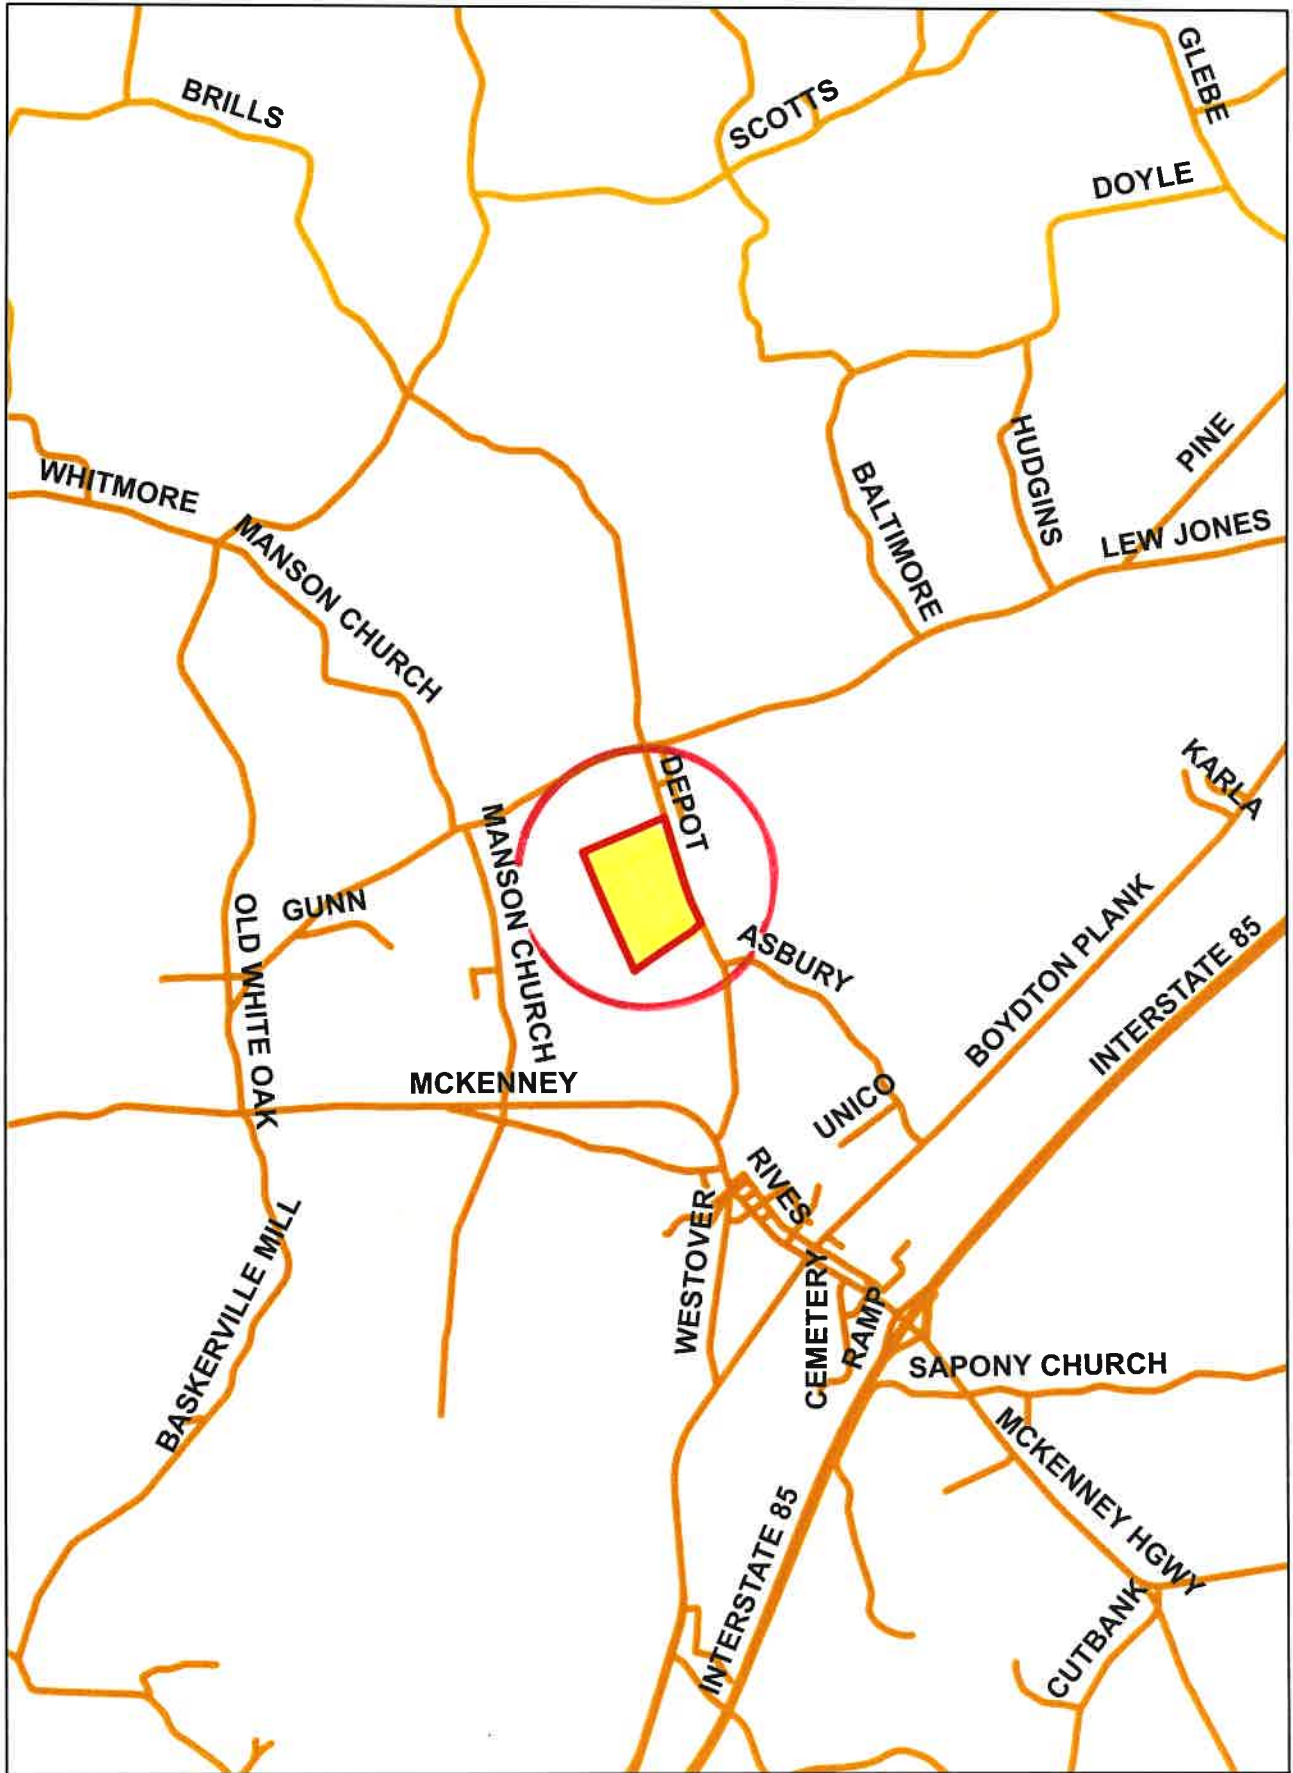 GLEBE
BRILLS
SCOTTS
DOYLE
WHITMORE
HUDGINS
PINE
BALTIMORE
LEW JONES
MANSON CHURCH
KARLA
DEPOT
MANSON CHURCH
GUNN
OLD WHITE OAK
ASBURY
BOYDTON PLANK
INTERSTATE 85
MCKENNEY
UNICO
RIVES
WESTOVER
BASKERVILLE MILL
CEMETERY
RAMP
SAPONY CHURCH
MCKENNEY HGWY
INTERSTATE 85
CUTBANK